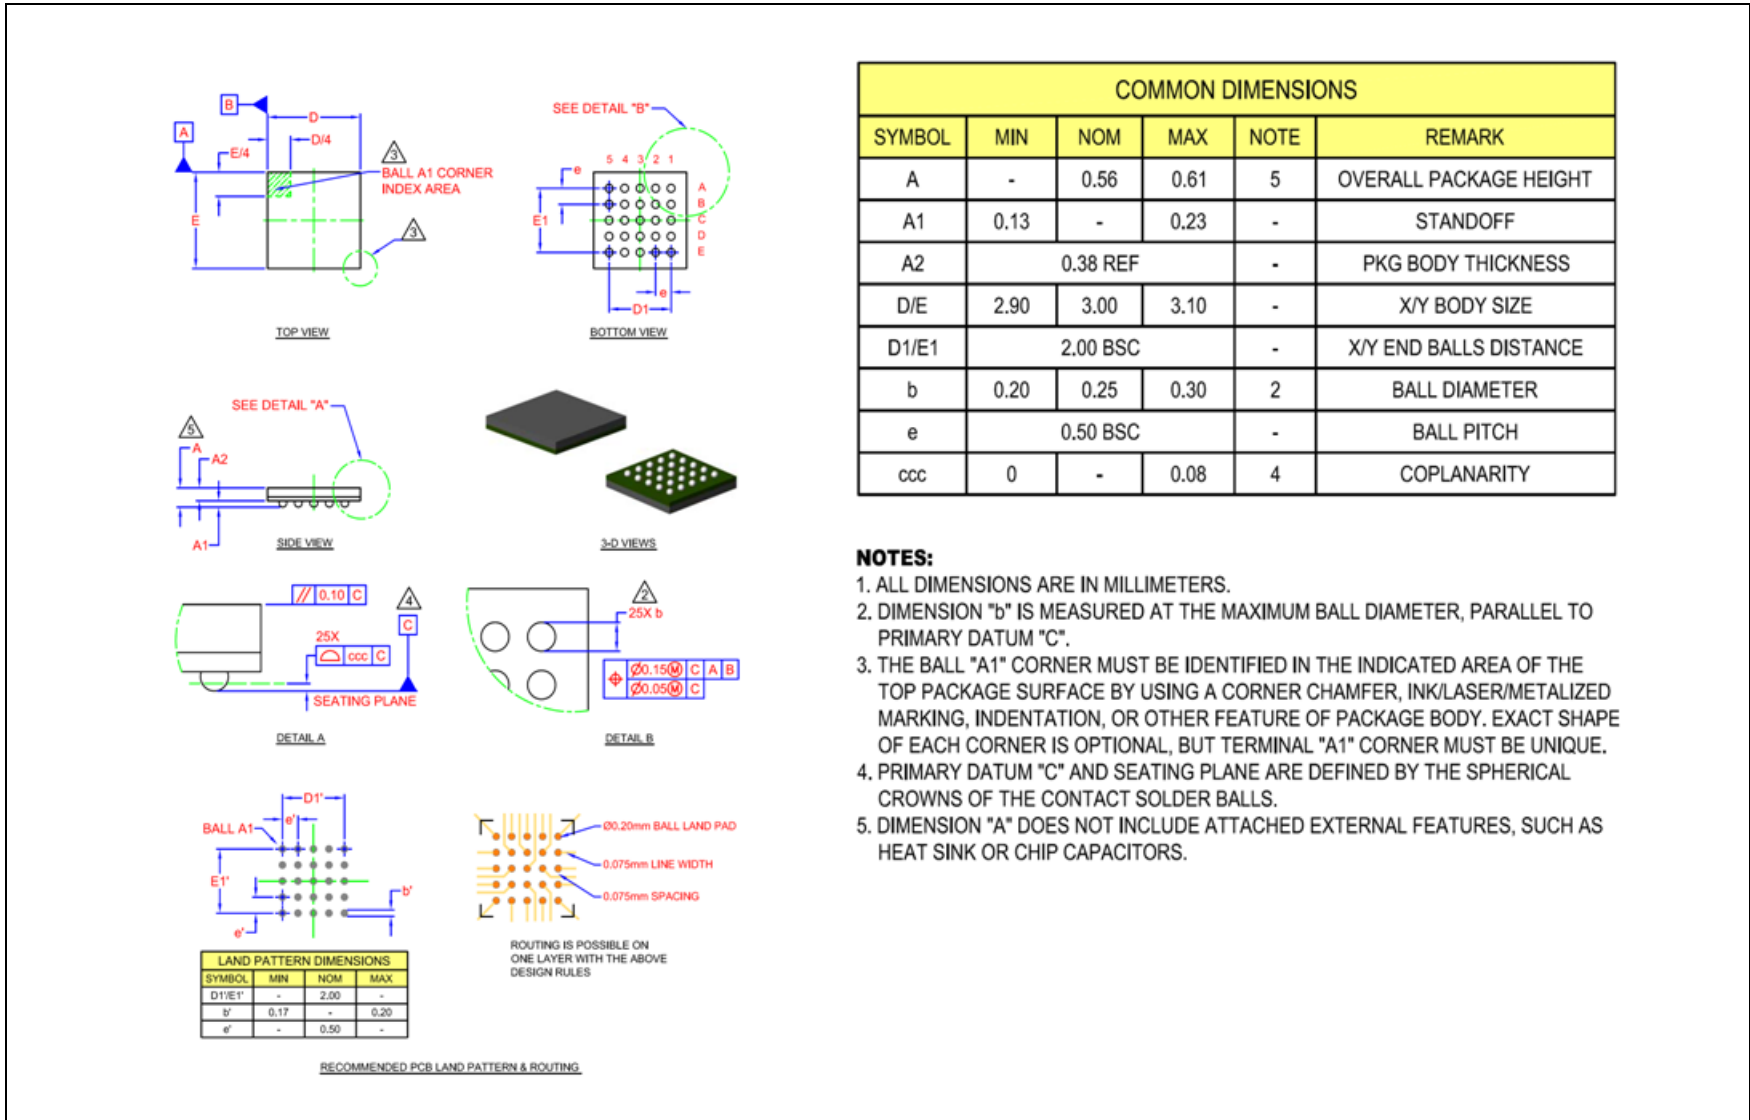 B
D
A
D/4
E/4
3
BALL A1 CORNER
INDEX AREA
E
3
TOP VIEW
SEE DETAIL "B"
5 4 3 2 1
e
A
B
C
D
E
E1
e
D1
BOTTOM VIEW
SEE DETAIL "A"
5
A
A2
A1
SIDE VIEW
3-D VIEWS
// 0.10 C
4
C
25X
ccc C
SEATING PLANE
DETAIL A
2
25X b
Ø0.15Ⓜ C A B
Ø0.05Ⓜ C
DETAIL B
D1'
e'
BALL A1
E1'
b'
e'
Ø0.20mm BALL LAND PAD
0.075mm LINE WIDTH
0.075mm SPACING
ROUTING IS POSSIBLE ON
ONE LAYER WITH THE ABOVE
DESIGN RULES
LAND PATTERN DIMENSIONS
SYMBOL MIN NOM MAX
D1'/E1' - 2.00 -
b' 0.17 - 0.20
e' - 0.50 -
RECOMMENDED PCB LAND PATTERN & ROUTING
COMMON DIMENSIONS
SYMBOL MIN NOM MAX NOTE REMARK
A - 0.56 0.61 5 OVERALL PACKAGE HEIGHT
A1 0.13 - 0.23 - STANDOFF
A2 0.38 REF - PKG BODY THICKNESS
D/E 2.90 3.00 3.10 - X/Y BODY SIZE
D1/E1 2.00 BSC - X/Y END BALLS DISTANCE
b 0.20 0.25 0.30 2 BALL DIAMETER
e 0.50 BSC - BALL PITCH
ccc 0 - 0.08 4 COPLANARITY
NOTES:
1. ALL DIMENSIONS ARE IN MILLIMETERS.
2. DIMENSION "b" IS MEASURED AT THE MAXIMUM BALL DIAMETER, PARALLEL TO
PRIMARY DATUM "C".
3. THE BALL "A1" CORNER MUST BE IDENTIFIED IN THE INDICATED AREA OF THE
TOP PACKAGE SURFACE BY USING A CORNER CHAMFER, INK/LASER/METALIZED
MARKING, INDENTATION, OR OTHER FEATURE OF PACKAGE BODY. EXACT SHAPE
OF EACH CORNER IS OPTIONAL, BUT TERMINAL "A1" CORNER MUST BE UNIQUE.
4. PRIMARY DATUM "C" AND SEATING PLANE ARE DEFINED BY THE SPHERICAL
CROWNS OF THE CONTACT SOLDER BALLS.
5. DIMENSION "A" DOES NOT INCLUDE ATTACHED EXTERNAL FEATURES, SUCH AS
HEAT SINK OR CHIP CAPACITORS.